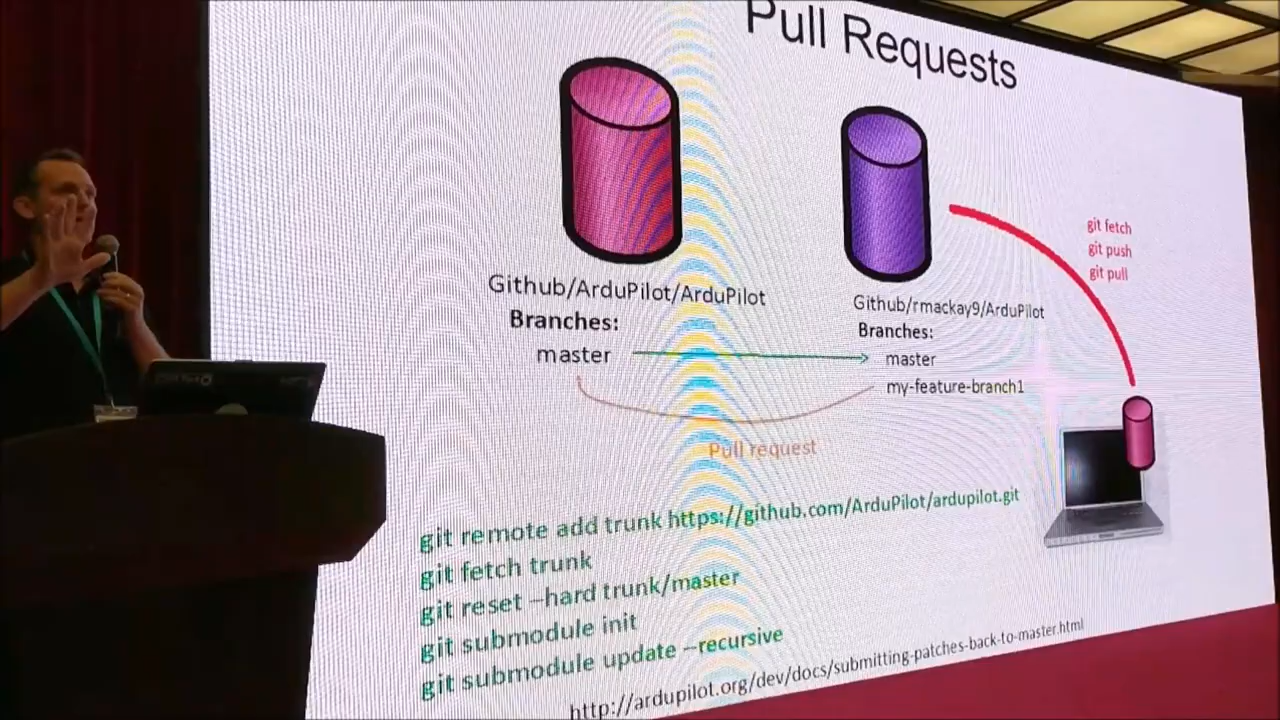 Pull Requests
git fetch
git push
git pull
Github/ArduPilot/ArduPilot
Branches:
master
Github/rmackay9/ArduPilot
Branches:
master
my-feature-branch1
Pull request
git remote add trunk https://github.com/ArduPilot/ardupilot.git
git fetch trunk
git reset –hard trunk/master
git submodule init
git submodule update –recursive
http://ardupilot.org/dev/docs/submitting-patches-back-to-master.html